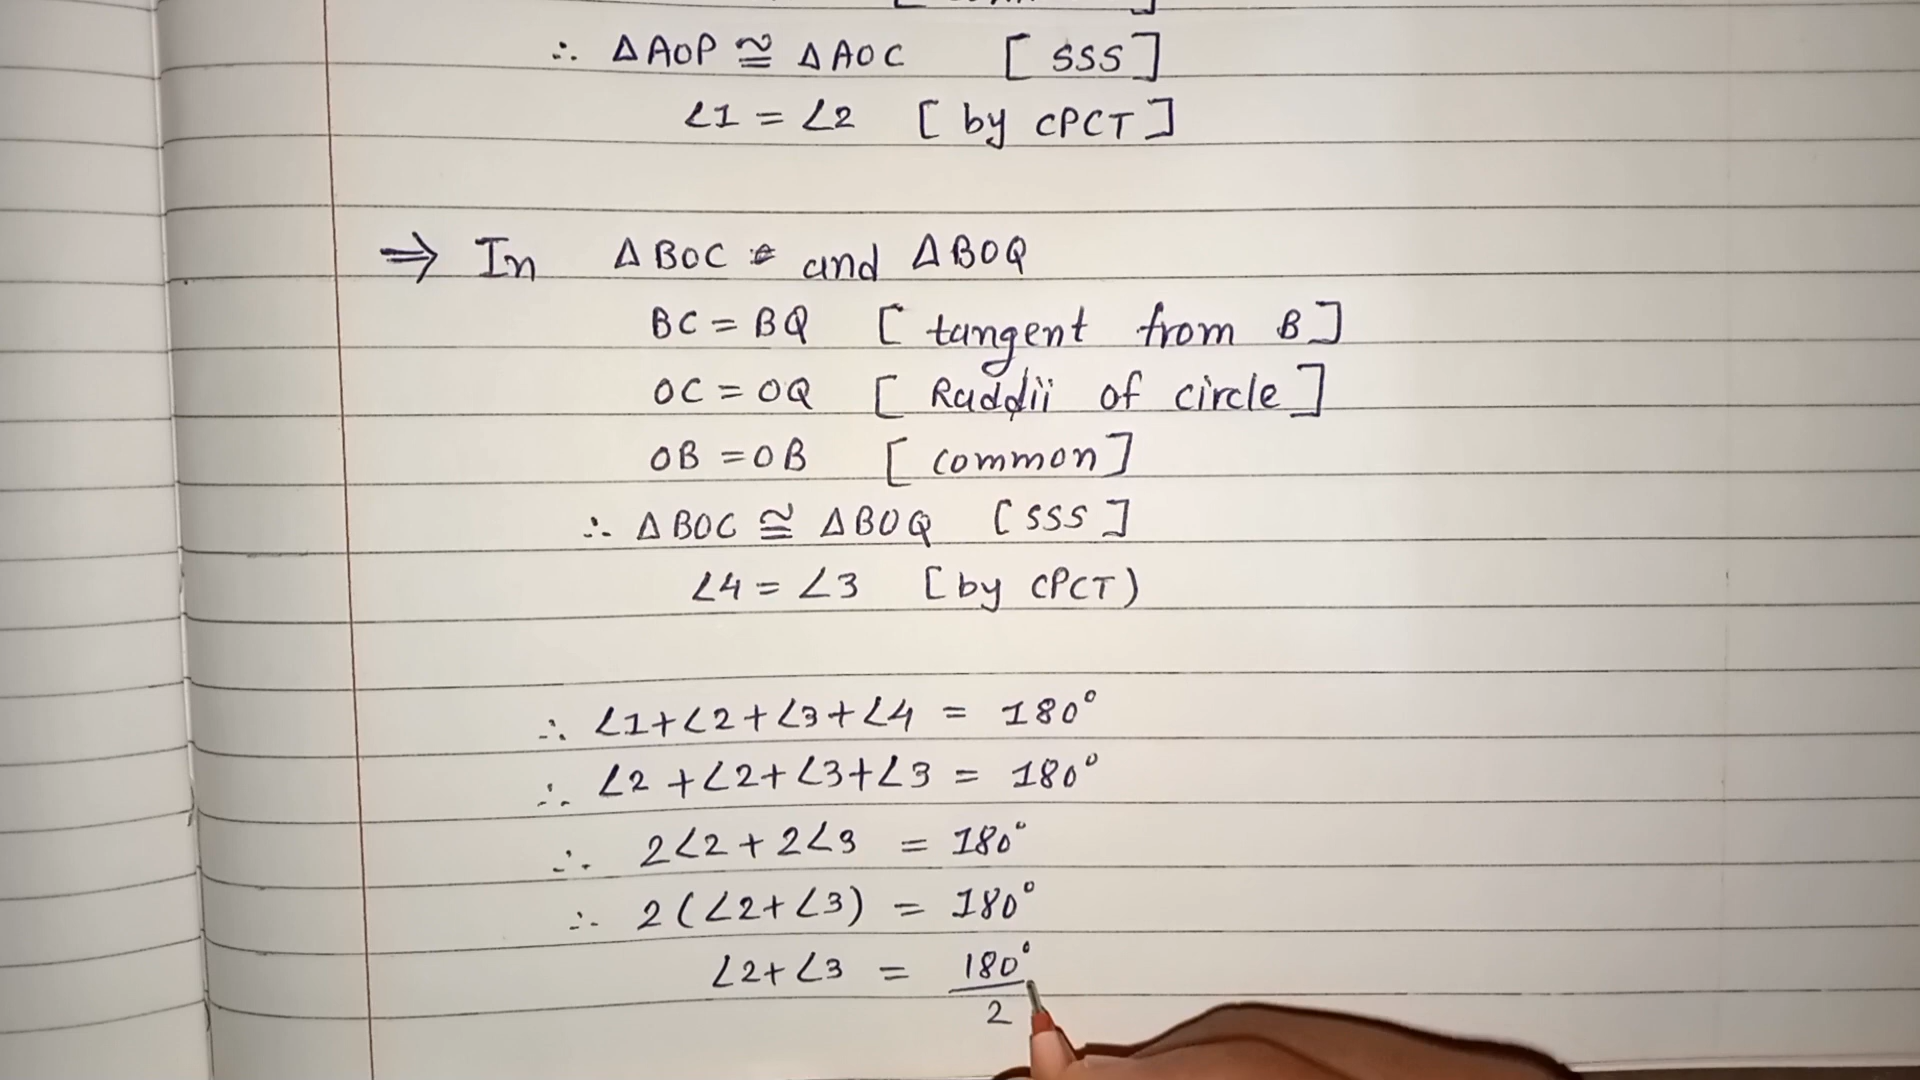 ∴ ΔAOP ≅ ΔAOC [SSS]
∠1 = ∠2 [by CPCT]
⇒ In ΔBOC and ΔBOQ
BC = BQ [tangent from B]
OC = OQ [Raddii of circle]
OB = OB [common]
∴ ΔBOC ≅ ΔBOQ [SSS]
∠4 = ∠3 [by CPCT)
∴ ∠1+∠2+∠3+∠4 = 180°
∴ ∠2+∠2+∠3+∠3 = 180°
∴ 2∠2+2∠3 = 180°
∴ 2(∠2+∠3) = 180°
∠2+∠3 = 180°/2